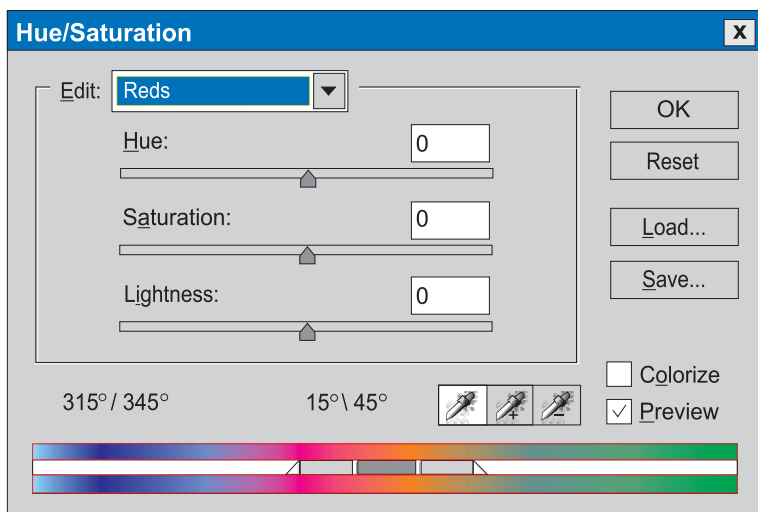 Hue/Saturation X
Edit: Reds
OK
Hue: 0
Reset
Saturation: 0
Load...
Lightness: 0
Save...
Colorize
315°/ 345° 15°\ 45°
Preview